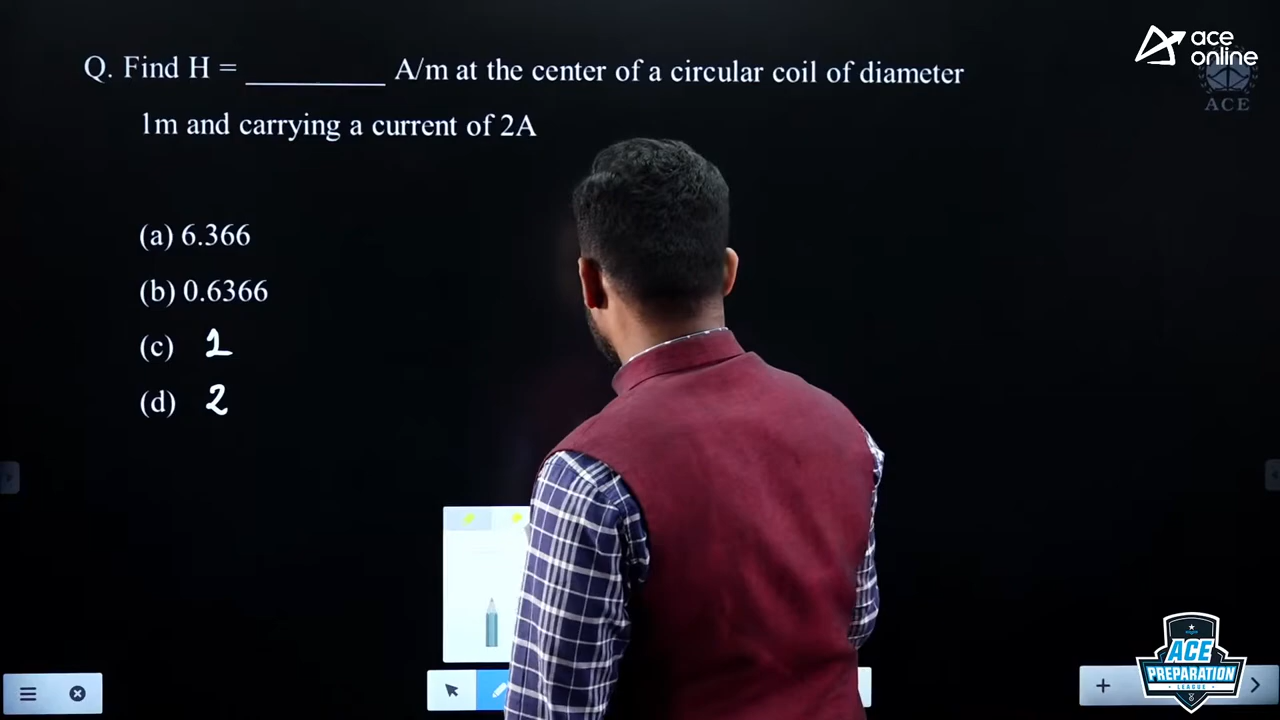 ace
online
ACE
Q. Find H = ________ A/m at the center of a circular coil of diameter
1m and carrying a current of 2A
(a) 6.366
(b) 0.6366
(c) 1
(d) 2
ACE
PREPARATION
LEAGUE